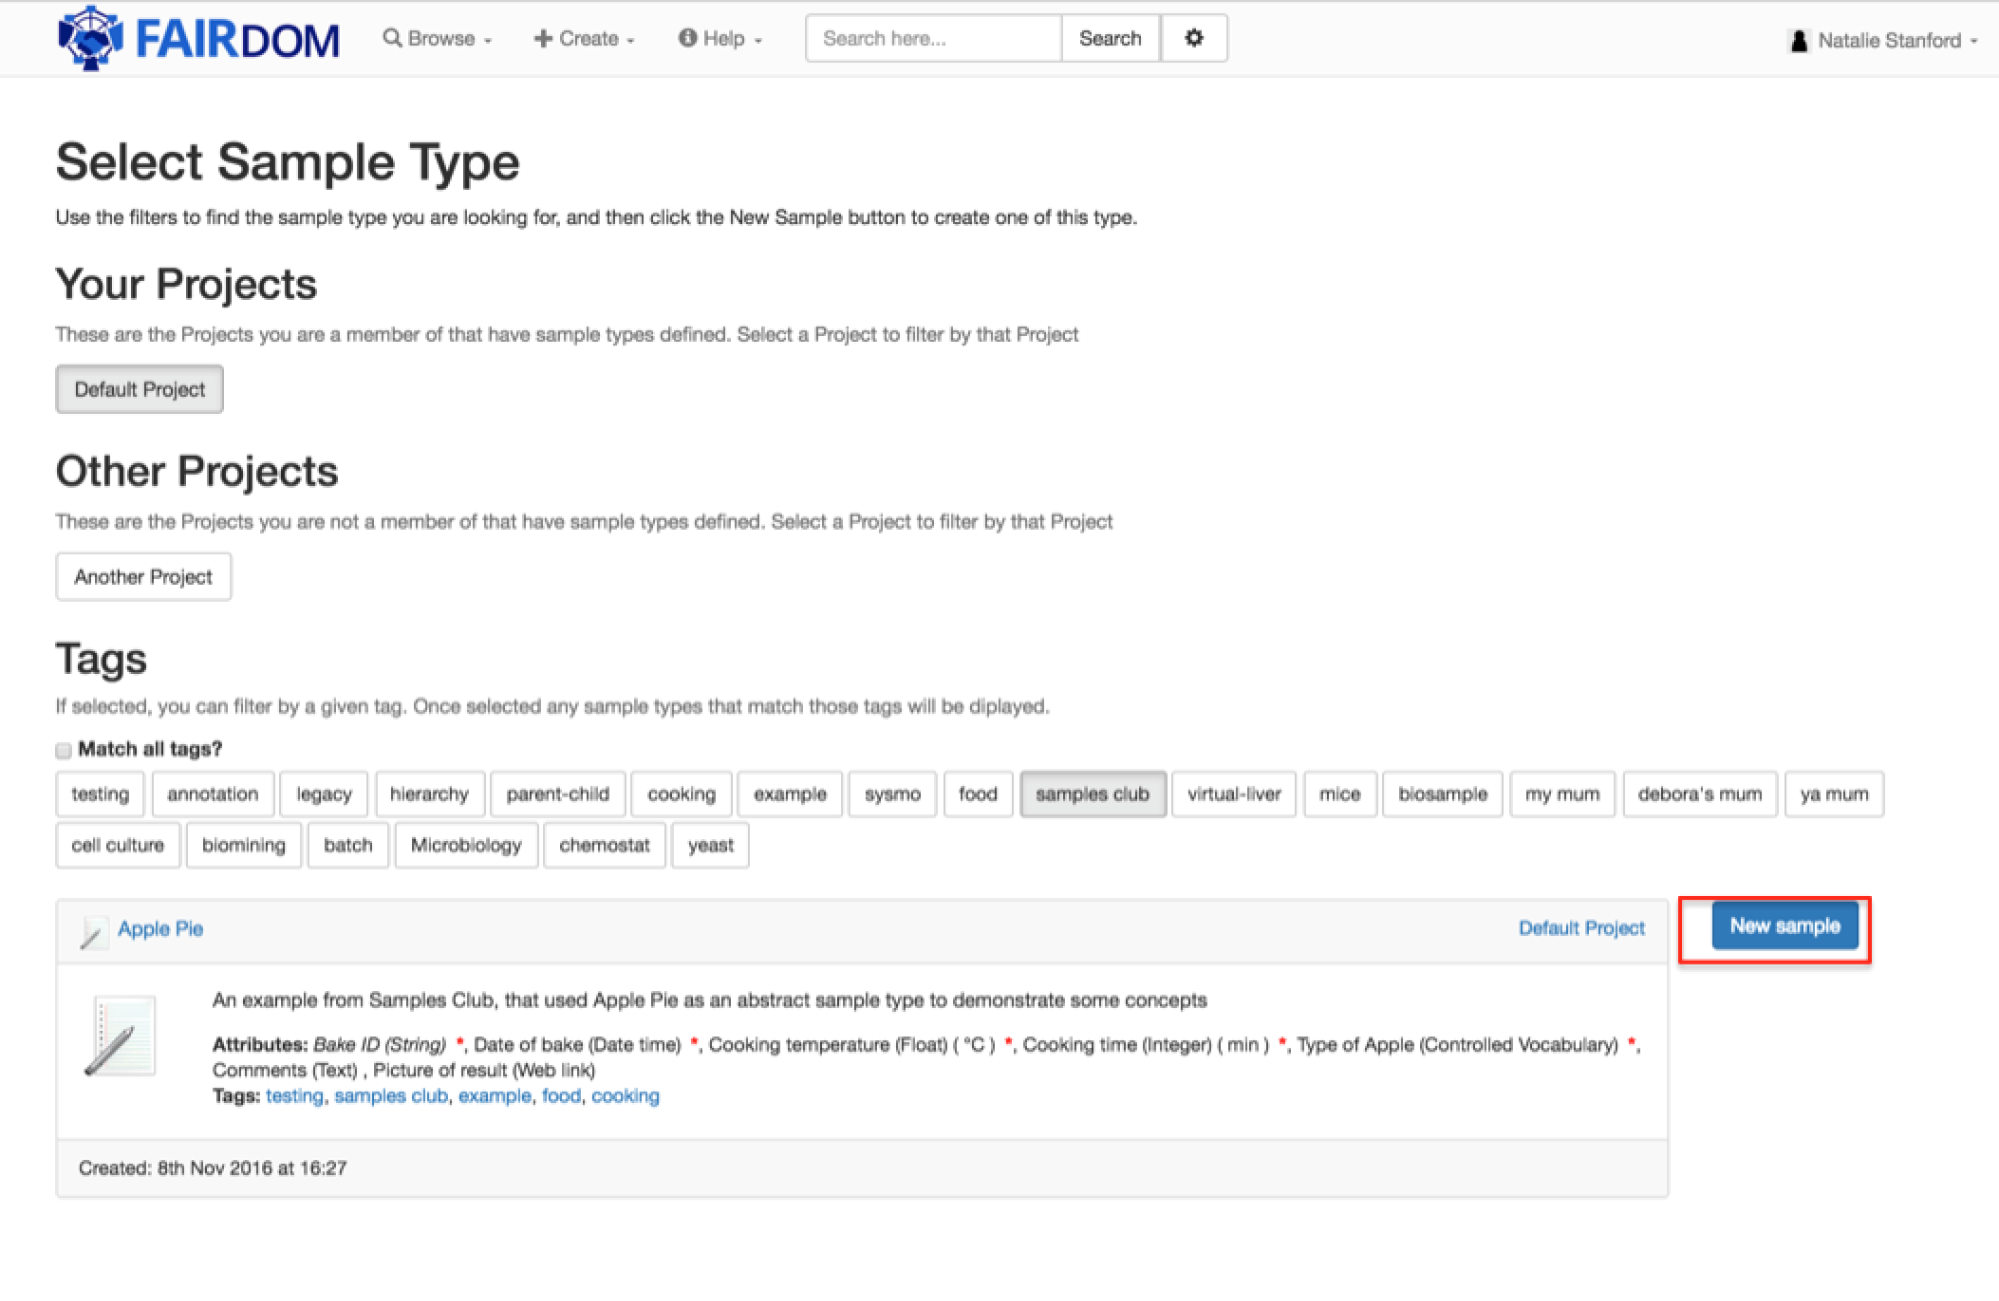 FAIRDOM Browse Create Help Search here... Search Natalie Stanford
Select Sample Type
Use the filters to find the sample type you are looking for, and then click the New Sample button to create one of this type.
Your Projects
These are the Projects you are a member of that have sample types defined. Select a Project to filter by that Project
Default Project
Other Projects
These are the Projects you are not a member of that have sample types defined. Select a Project to filter by that Project
Another Project
Tags
If selected, you can filter by a given tag. Once selected any sample types that match those tags will be diplayed.
Match all tags?
testing annotation legacy hierarchy parent-child cooking example sysmo food samples club virtual-liver mice biosample my mum debora's mum ya mum
cell culture biomining batch Microbiology chemostat yeast
Apple Pie Default Project New sample
An example from Samples Club, that used Apple Pie as an abstract sample type to demonstrate some concepts
Attributes: Bake ID (String) *, Date of bake (Date time) *, Cooking temperature (Float) ( °C ) *, Cooking time (Integer) ( min ) *, Type of Apple (Controlled Vocabulary) *,
Comments (Text) , Picture of result (Web link)
Tags: testing, samples club, example, food, cooking
Created: 8th Nov 2016 at 16:27